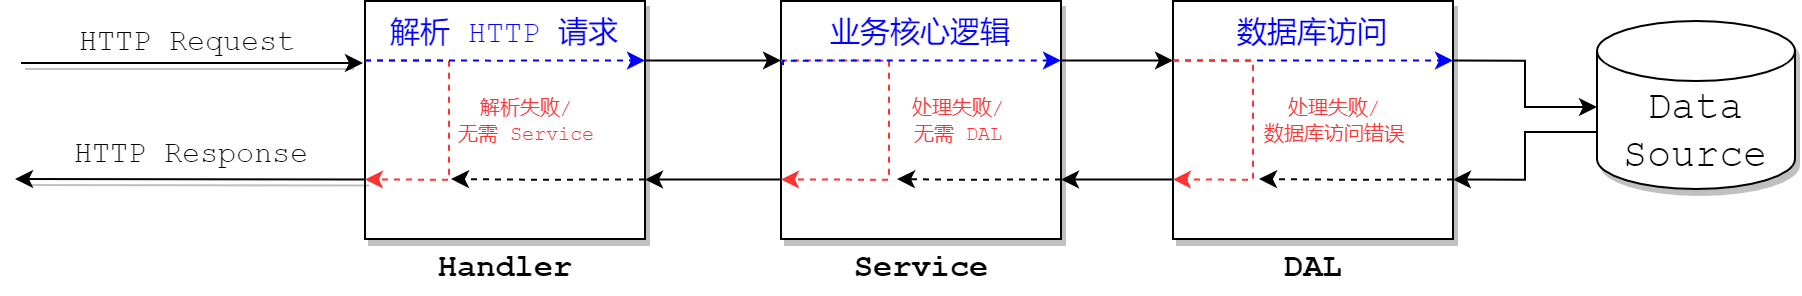 HTTP Request
HTTP Response
解析 HTTP 请求
解析失败/
无需 Service
Handler
业务核心逻辑
处理失败/
无需 DAL
Service
数据库访问
处理失败/
数据库访问错误
DAL
Data
Source